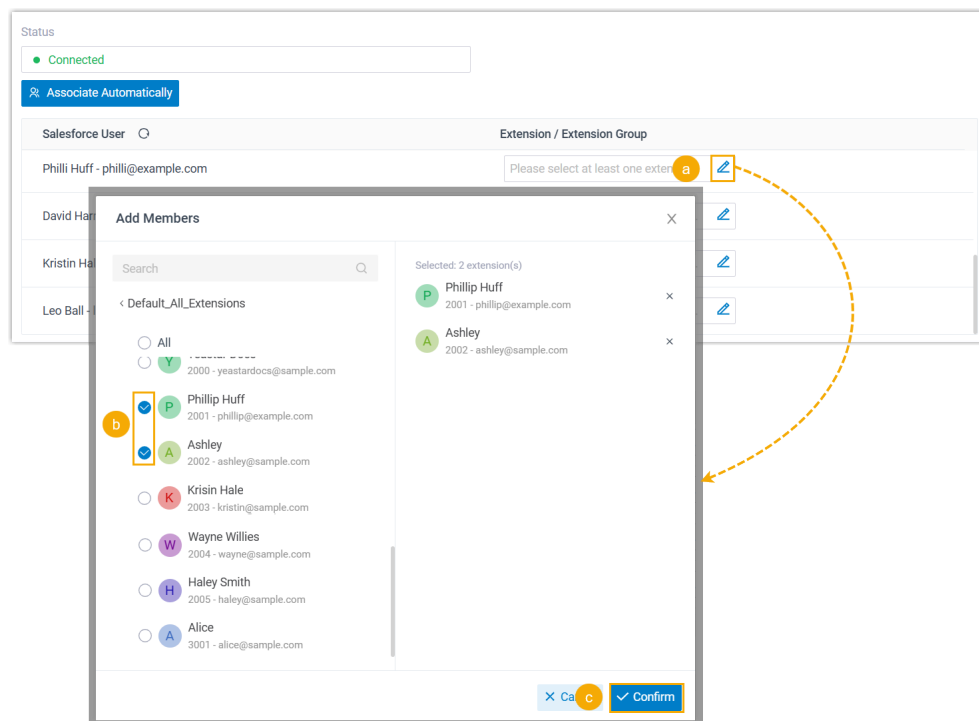 Status
Connected
Associate Automatically
Salesforce User Extension / Extension Group
Philli Huff - philli@example.com Please select at least one exten a
David Har
Kristin Hal
Leo Ball -
Add Members
Search
Default_All_Extensions
All
Y
2000 - yeastardocs@sample.com
b
P Phillip Huff
2001 - phillip@example.com
A Ashley
2002 - ashley@sample.com
K Krisin Hale
2003 - kristin@sample.com
W Wayne Willies
2004 - wayne@sample.com
H Haley Smith
2005 - haley@sample.com
A Alice
3001 - alice@sample.com
Selected: 2 extension(s)
P Phillip Huff
2001 - phillip@example.com
A Ashley
2002 - ashley@sample.com
Ca c Confirm